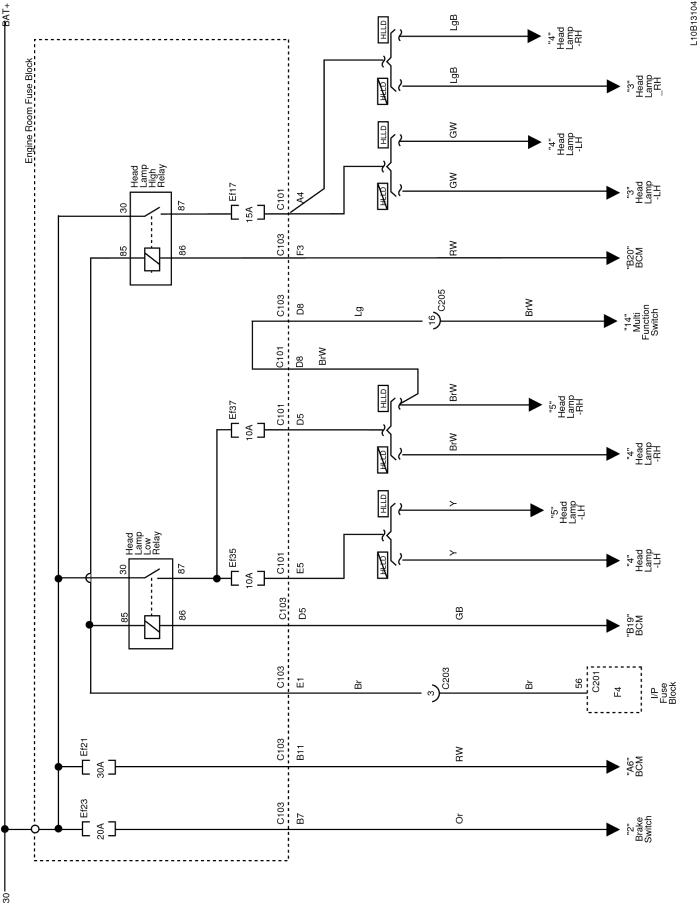 30
BAT+
Engine Room Fuse Block
Ef23
20A
Ef21
30A
Head
Lamp
Low
Relay
85
30
86
87
Ef35
10A
Ef37
10A
Head
Lamp
High
Relay
85
30
86
87
Ef17
15A
C103
B7
C103
B11
C103
E1
C103
D5
C101
E5
C101
D5
C101
D8
C103
D8
C103
F3
C101
A4
Or
RW
Br
3
C203
Br
GB
Y
Y
BrW
BrW
BrW
Lg
16
C205
BrW
RW
GW
GW
LgB
LgB
HLLD
HLLD
HLLD
HLLD
HLLD
HLLD
HLLD
HLLD
"2"
Brake
Switch
"A6"
BCM
56
C201
F4
I/P
Fuse
Block
"B19"
BCM
"4"
Head
Lamp
-LH
"5"
Head
Lamp
-LH
"4"
Head
Lamp
-RH
"5"
Head
Lamp
-RH
"14"
Multi
Function
Switch
"B20"
BCM
"3"
Head
Lamp
-LH
"4"
Head
Lamp
-LH
"3"
Head
Lamp
_RH
"4"
Head
Lamp
-RH
L10B13104